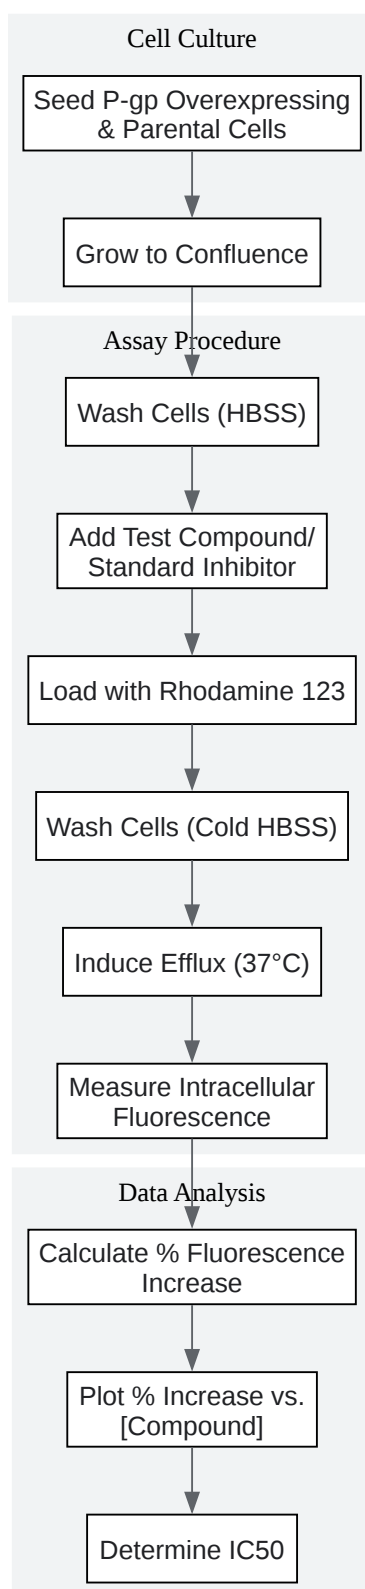 Cell Culture
Seed P-gp Overexpressing
& Parental Cells
Grow to Confluence
Assay Procedure
Wash Cells (HBSS)
Add Test Compound/
Standard Inhibitor
Load with Rhodamine 123
Wash Cells (Cold HBSS)
Induce Efflux (37°C)
Measure Intracellular
Fluorescence
Data Analysis
Calculate % Fluorescence
Increase
Plot % Increase vs.
[Compound]
Determine IC50